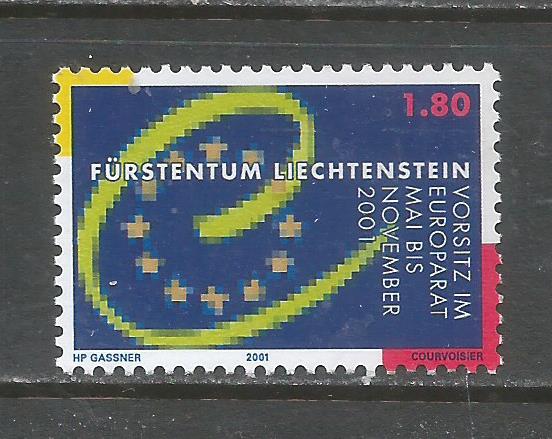 1.80
FÜRSTENTUM LIECHTENSTEIN
VORSITZ IM
EUROPARAT
MAI BIS
NOVEMBER
2001
HP GASSNER 2001 COURVOISIER